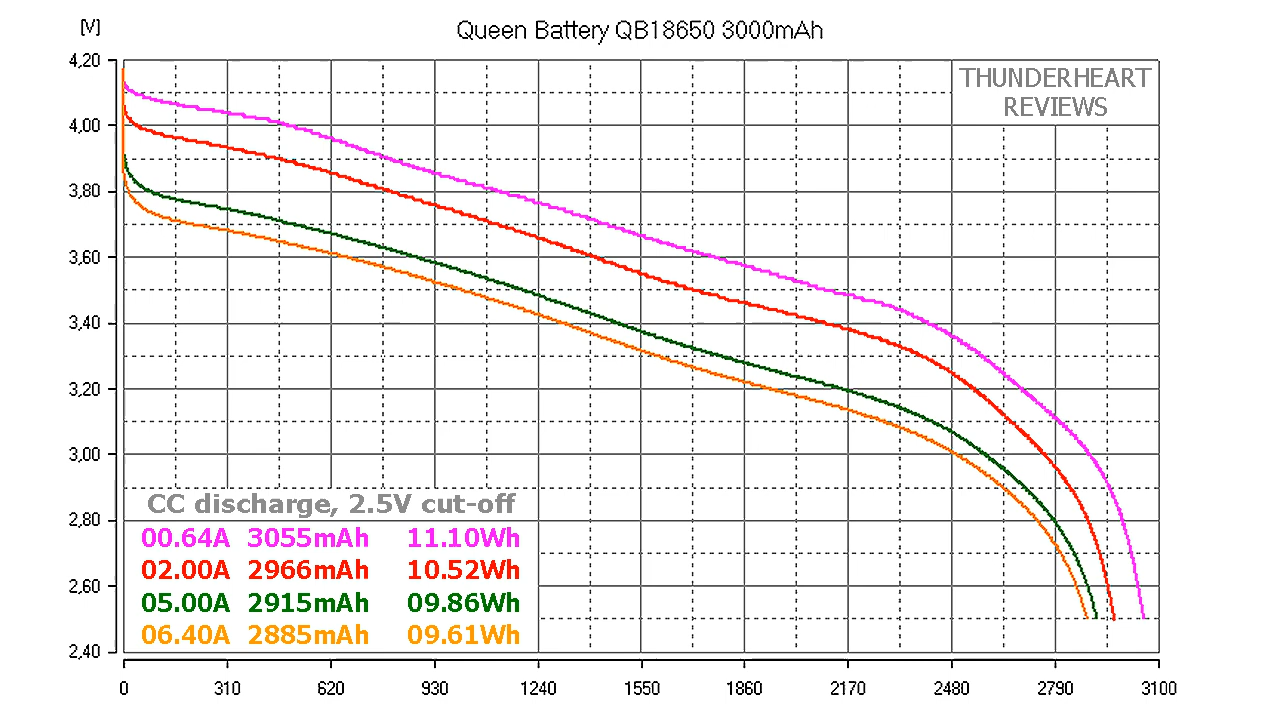 [V]
Queen Battery QB18650 3000mAh
THUNDERHEART
REVIEWS
4,20
4,00
3,80
3,60
3,40
3,20
3,00
2,80
2,60
2,40
CC discharge, 2.5V cut-off
00.64A 3055mAh 11.10Wh
02.00A 2966mAh 10.52Wh
05.00A 2915mAh 09.86Wh
06.40A 2885mAh 09.61Wh
0 310 620 930 1240 1550 1860 2170 2480 2790 3100